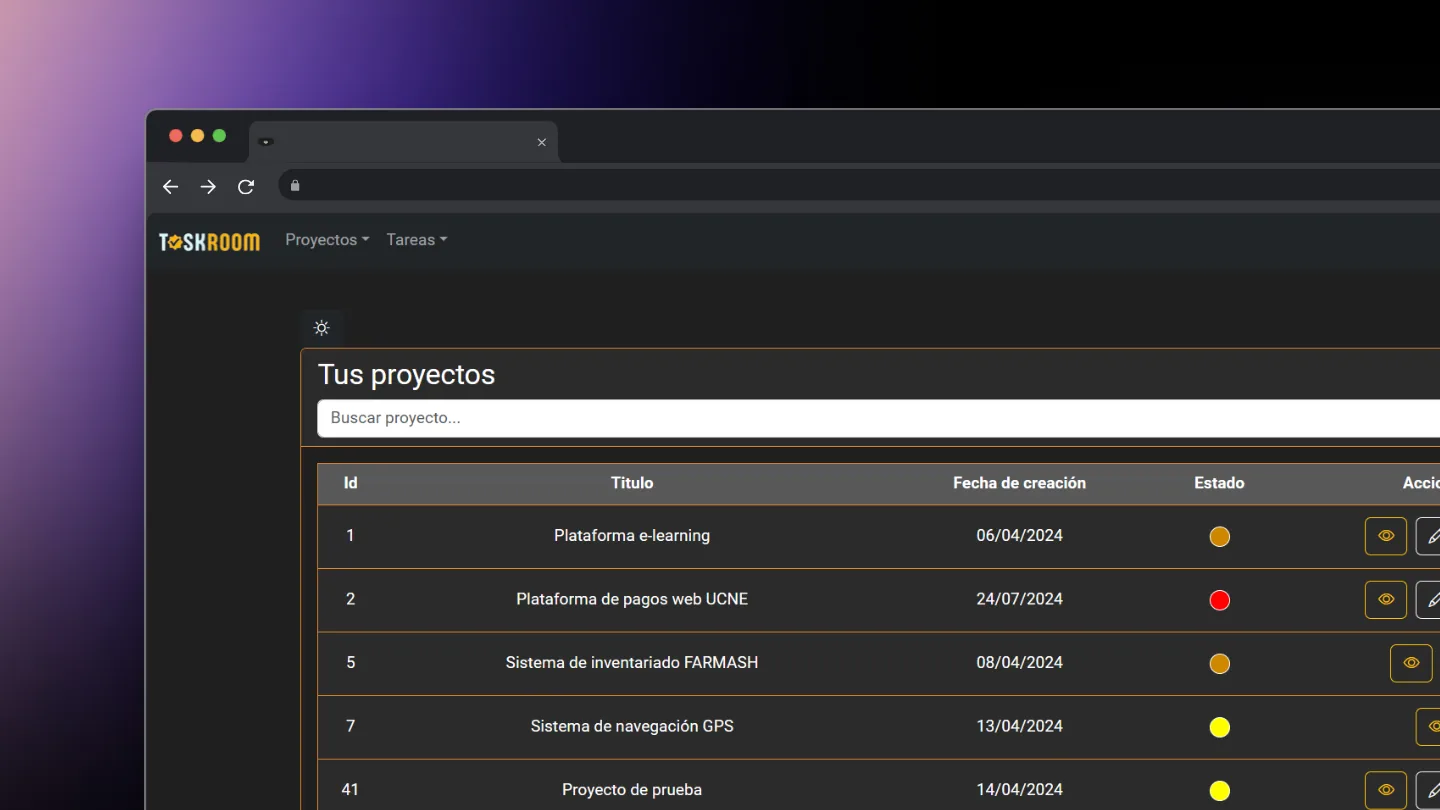 TASKROOM Proyectos Tareas
Tus proyectos
Buscar proyecto...
Id Titulo Fecha de creación Estado
1 Plataforma e-learning 06/04/2024
2 Plataforma de pagos web UCNE 24/07/2024
5 Sistema de inventariado FARMASH 08/04/2024
7 Sistema de navegación GPS 13/04/2024
41 Proyecto de prueba 14/04/2024